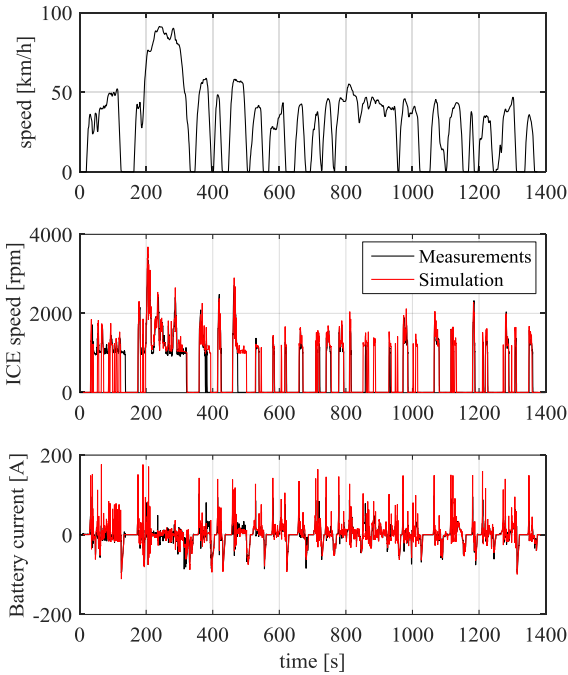 100
50
0
speed [km/h]
0 200 400 600 800 1000 1200 1400
4000
2000
0
ICE speed [rpm]
Measurements
Simulation
0 200 400 600 800 1000 1200 1400
200
0
-200
Battery current [A]
0 200 400 600 800 1000 1200 1400
time [s]